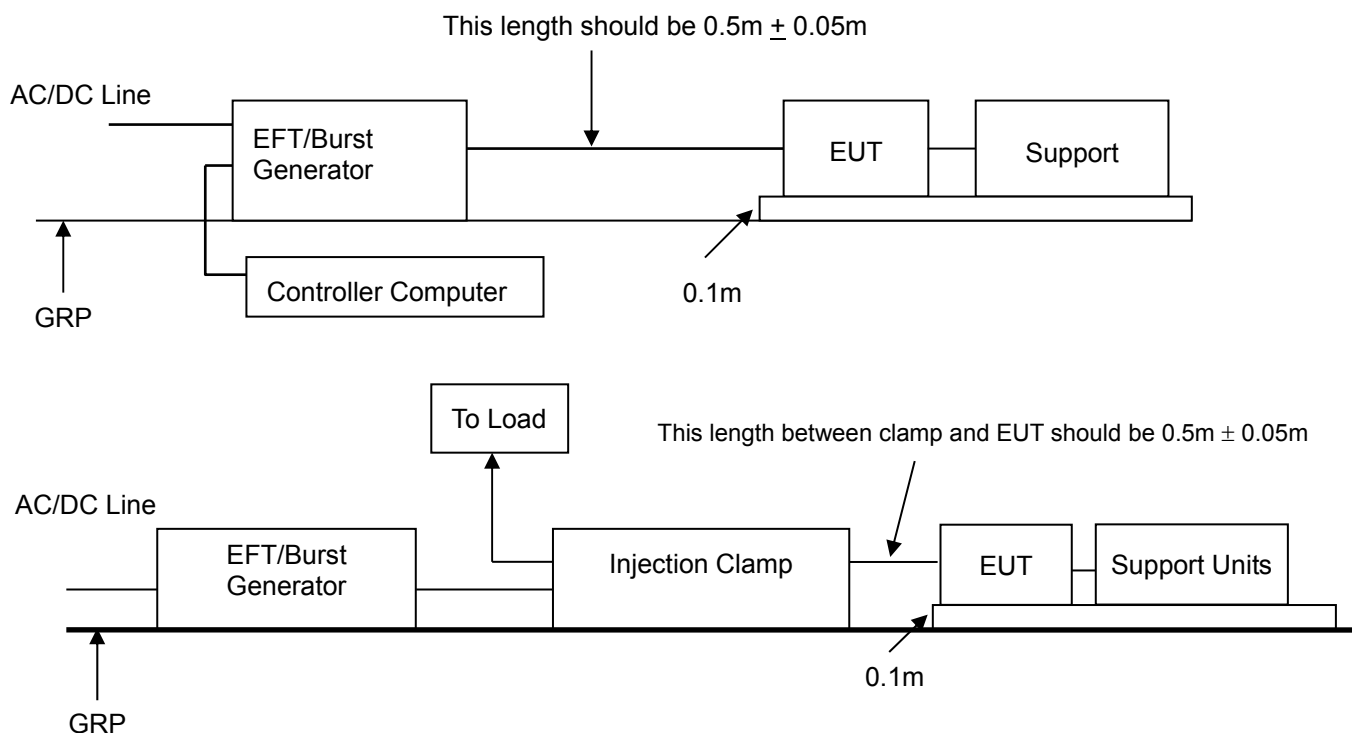 This length should be 0.5m ± 0.05m
AC/DC Line
EFT/Burst
Generator
EUT
Support
Controller Computer
0.1m
GRP
To Load
This length between clamp and EUT should be 0.5m ± 0.05m
AC/DC Line
EFT/Burst
Generator
Injection Clamp
EUT
Support Units
0.1m
GRP